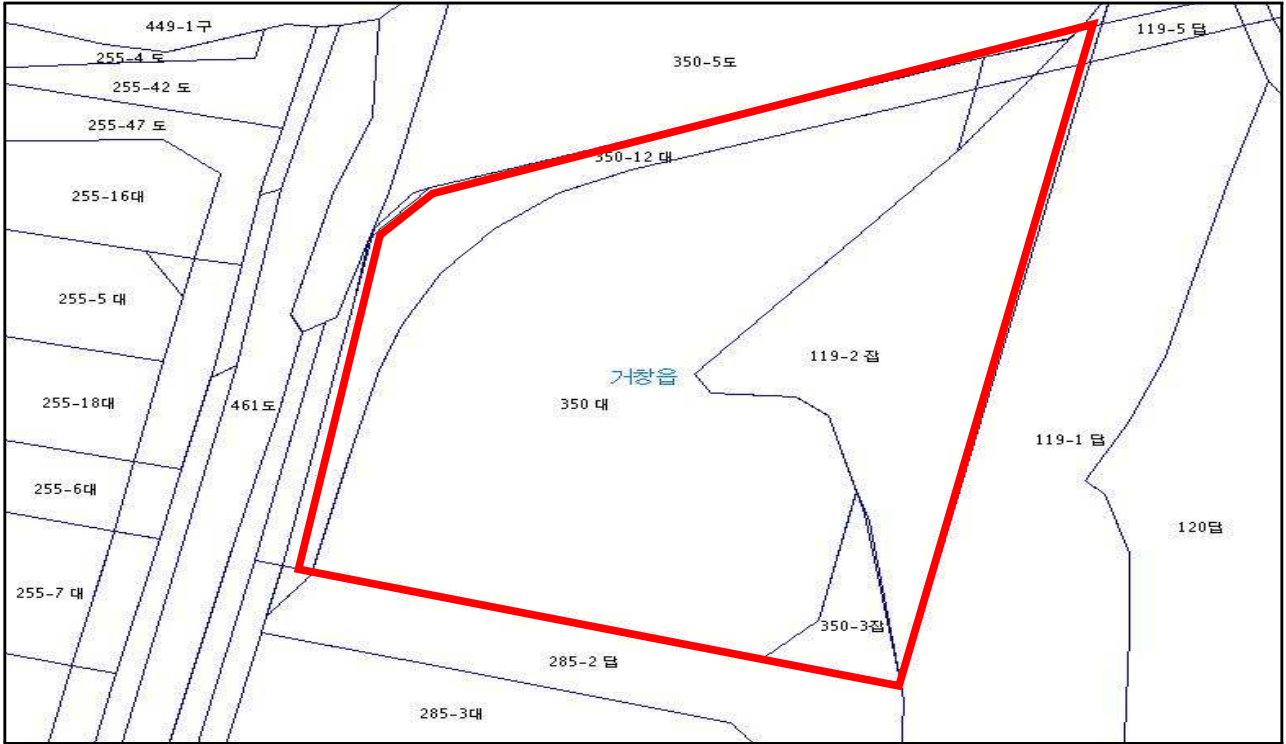 449-1구
255-4 도
350-5도
119-5 답
255-42 도
255-47 도
350-12 대
255-16대
255-5 대
119-2 잡
거창읍
255-18대
461도
350 대
119-1 답
255-6대
120답
255-7 대
350-3잡
285-2 답
285-3대